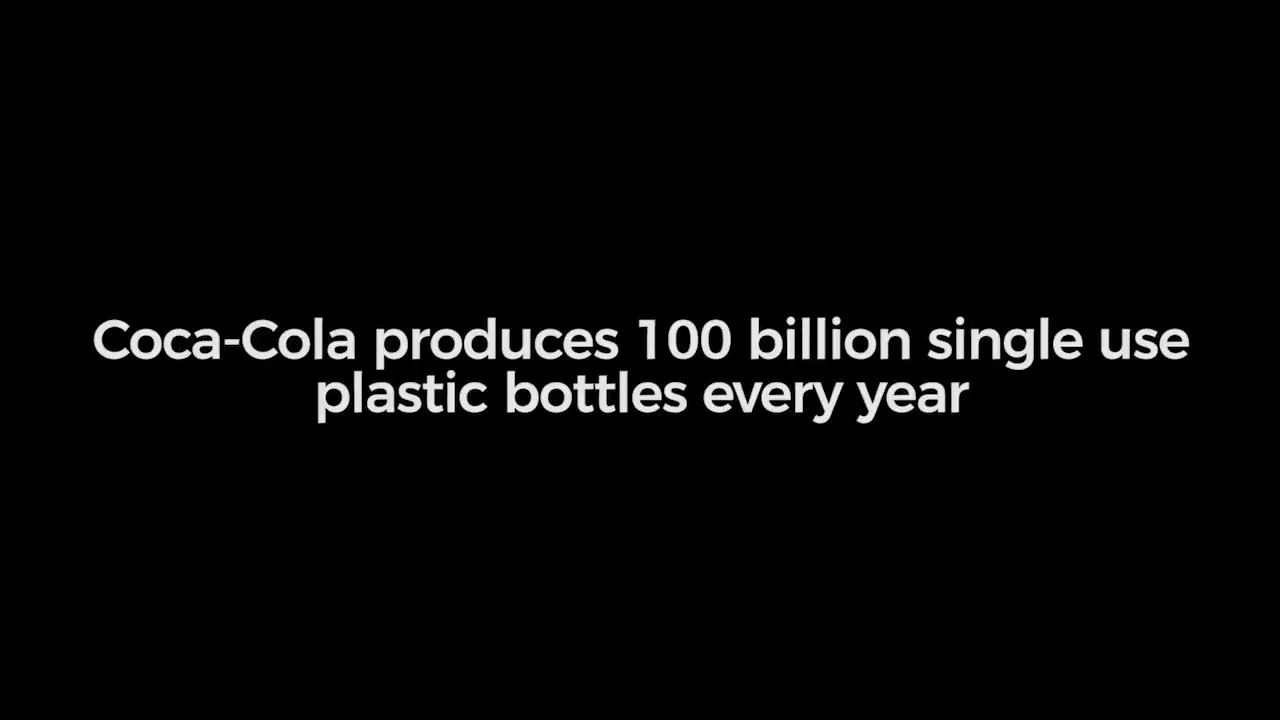 Coca-Cola produces 100 billion single use
plastic bottles every year